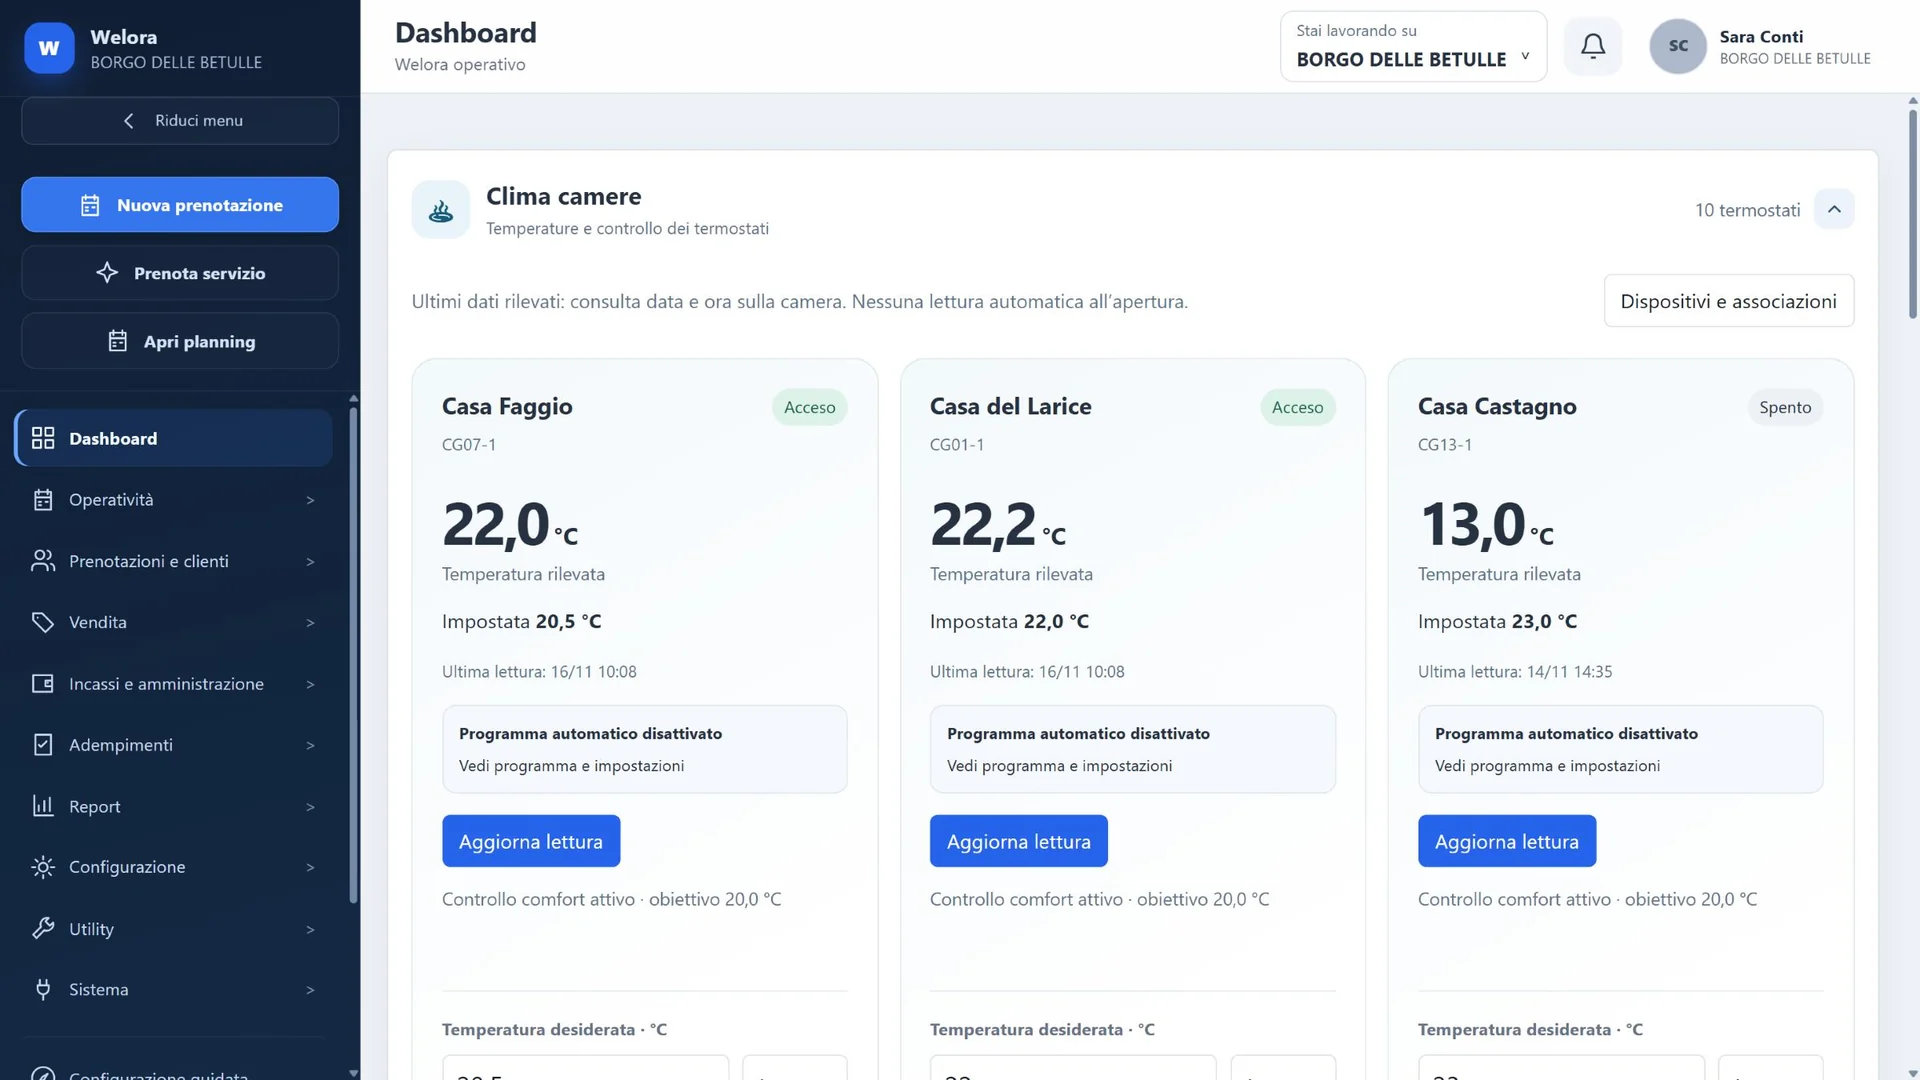 W
Welora
BORGO DELLE BETULLE
Riduci menu
Nuova prenotazione
Prenota servizio
Apri planning
Dashboard
Operatività >
Prenotazioni e clienti >
Vendita >
Incassi e amministrazione >
Adempimenti >
Report >
Configurazione >
Utility >
Sistema >
Configurazione guidata
Dashboard
Welora operativo
Stai lavorando su
BORGO DELLE BETULLE
SC
Sara Conti
BORGO DELLE BETULLE
Clima camere
Temperature e controllo dei termostati
10 termostati
Ultimi dati rilevati: consulta data e ora sulla camera. Nessuna lettura automatica all’apertura.
Dispositivi e associazioni
Casa Faggio
Acceso
CG07-1
22,0 °C
Temperatura rilevata
Impostata 20,5 °C
Ultima lettura: 16/11 10:08
Programma automatico disattivato
Vedi programma e impostazioni
Aggiorna lettura
Controllo comfort attivo · obiettivo 20,0 °C
Temperatura desiderata · °C
20,5
Casa del Larice
Acceso
CG01-1
22,2 °C
Temperatura rilevata
Impostata 22,0 °C
Ultima lettura: 16/11 10:08
Programma automatico disattivato
Vedi programma e impostazioni
Aggiorna lettura
Controllo comfort attivo · obiettivo 20,0 °C
Temperatura desiderata · °C
22
Casa Castagno
Spento
CG13-1
13,0 °C
Temperatura rilevata
Impostata 23,0 °C
Ultima lettura: 14/11 14:35
Programma automatico disattivato
Vedi programma e impostazioni
Aggiorna lettura
Controllo comfort attivo · obiettivo 20,0 °C
Temperatura desiderata · °C
23